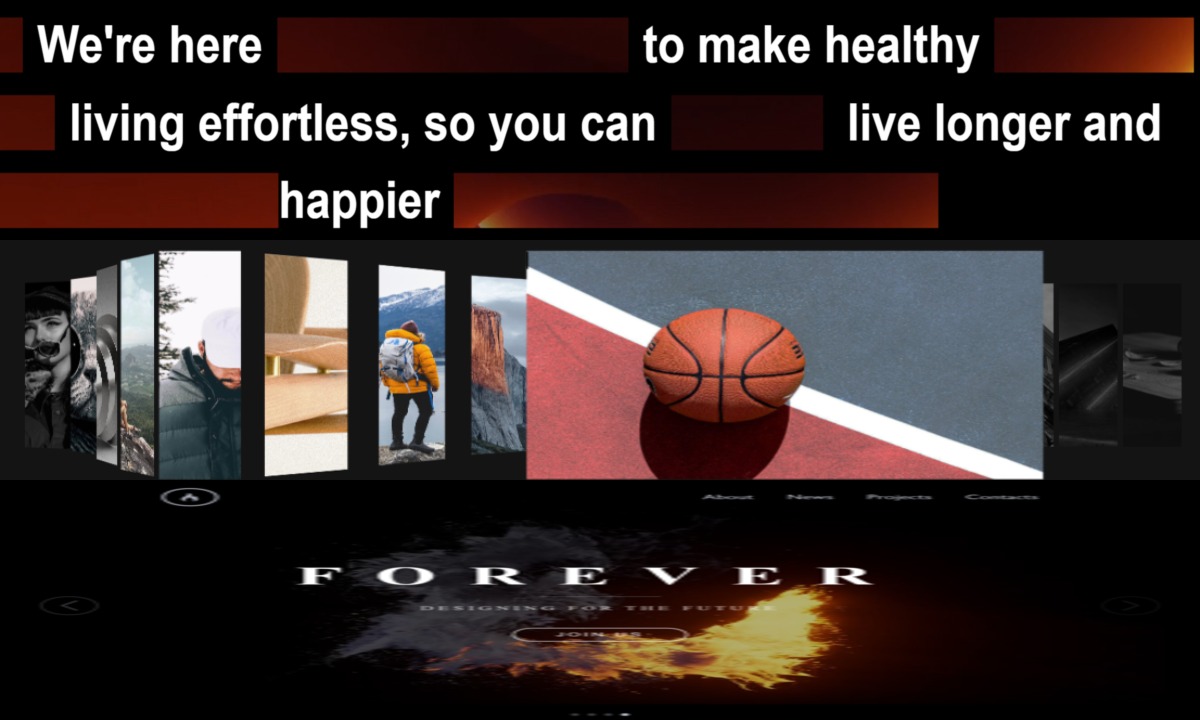 We're here to make healthy
living effortless, so you can live longer and
happier
About News Projects Contacts
FOREVER
DESIGNING FOR THE FUTURE
JOIN US